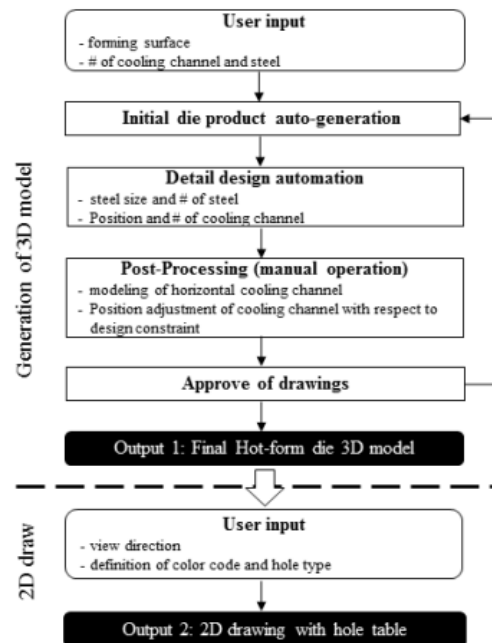 User input
- forming surface
- # of cooling channel and steel
Initial die product auto-generation
Detail design automation
- steel size and # of steel
- Position and # of cooling channel
Post-Processing (manual operation)
- modeling of horizontal cooling channel
- Position adjustment of cooling channel with respect to
design constraint
Approve of drawings
Output 1: Final Hot-form die 3D model
Generation of 3D model
User input
- view direction
- definition of color code and hole type
Output 2: 2D drawing with hole table
2D draw